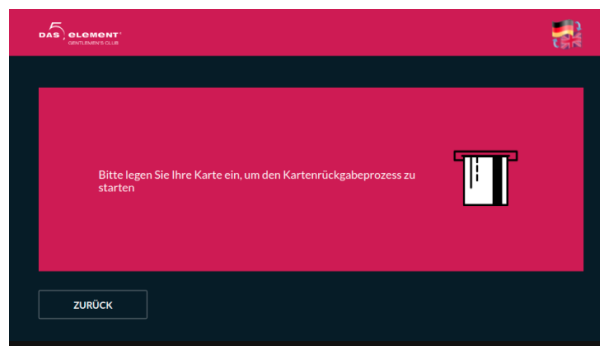 DAS 5. ELEMENT
GENTLEMEN'S CLUB
Bitte legen Sie Ihre Karte ein, um den Kartenrückgabeprozess zu
starten
ZURÜCK